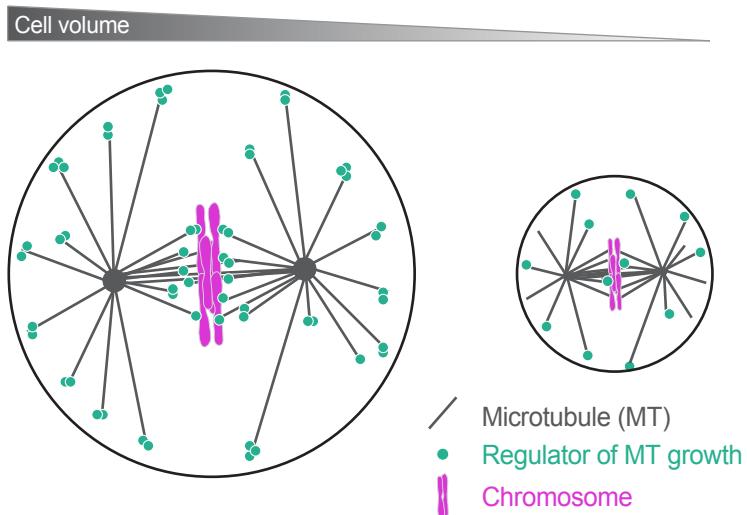 Cell volume
Microtubule (MT)
Regulator of MT growth
Chromosome